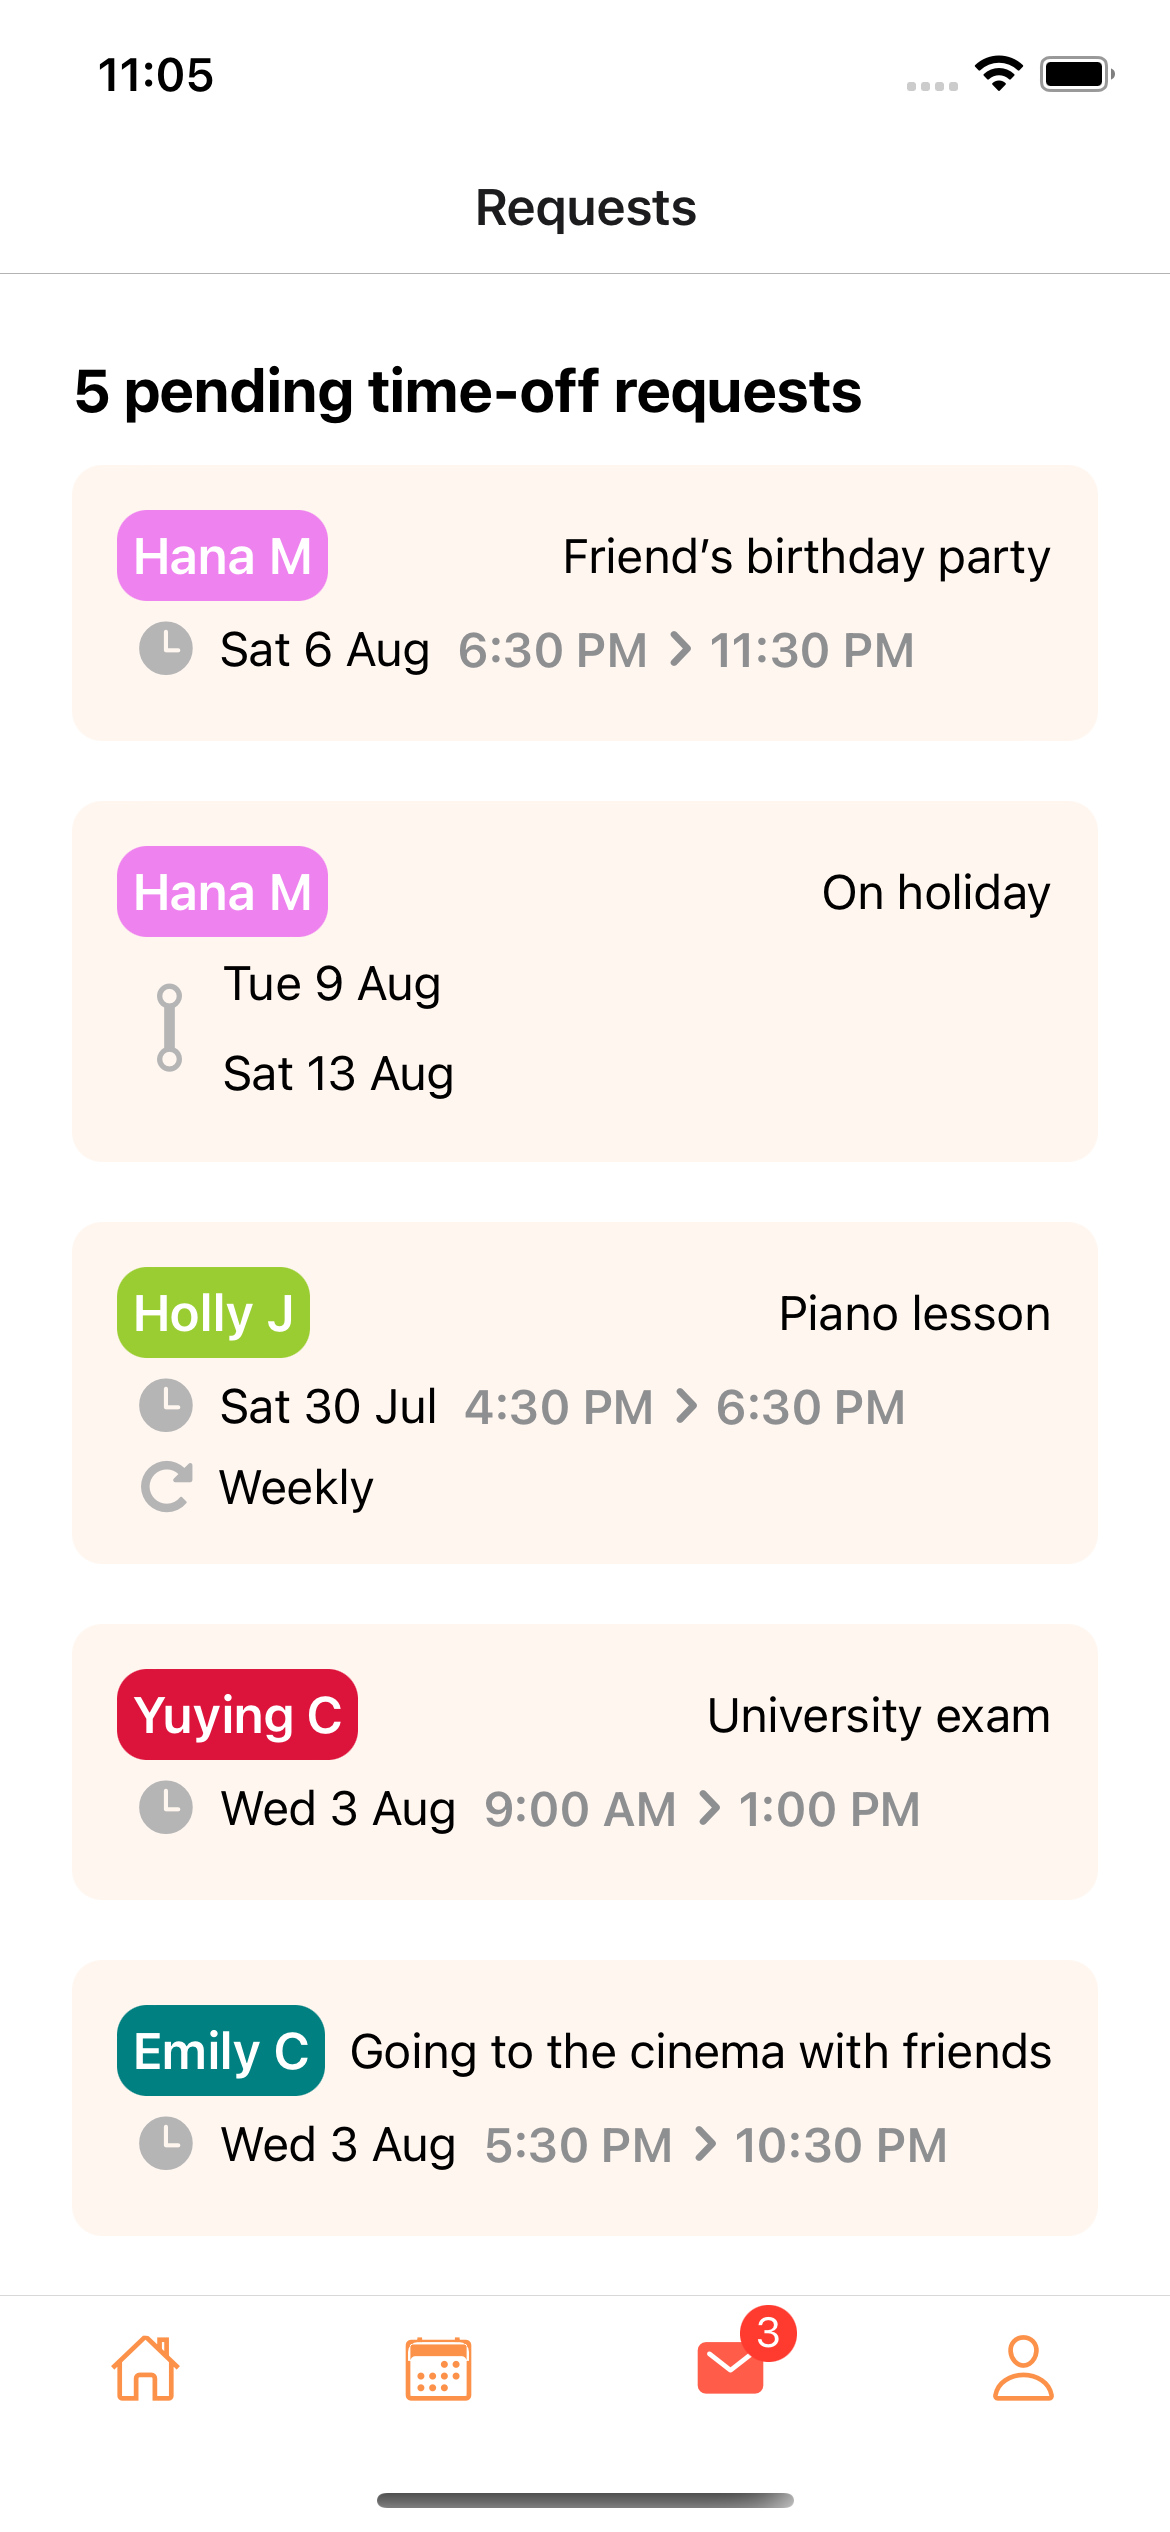 11:05
Requests
5 pending time-off requests
Hana M Friend’s birthday party
Sat 6 Aug 6:30 PM > 11:30 PM
Hana M On holiday
Tue 9 Aug
Sat 13 Aug
Holly J Piano lesson
Sat 30 Jul 4:30 PM > 6:30 PM
Weekly
Yuying C University exam
Wed 3 Aug 9:00 AM > 1:00 PM
Emily C Going to the cinema with friends
Wed 3 Aug 5:30 PM > 10:30 PM
3